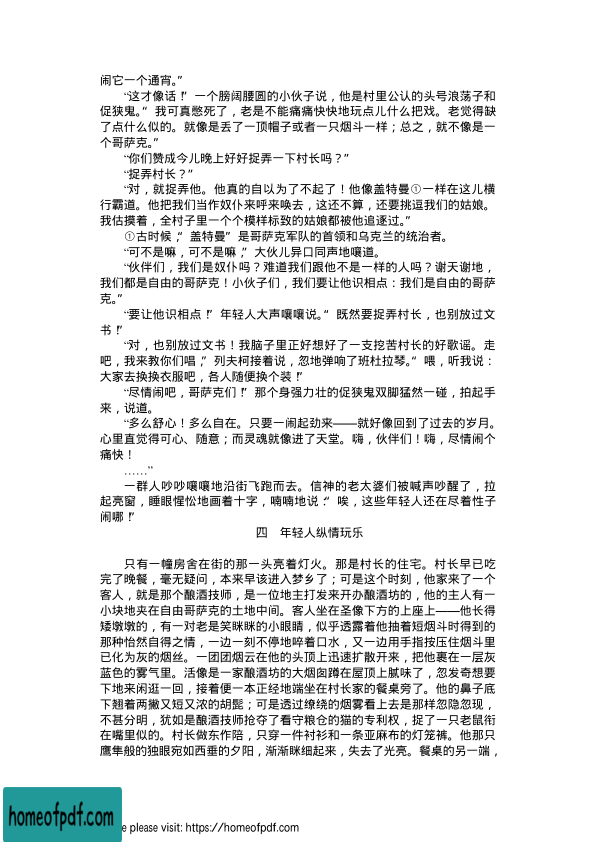 闹它一个通宵。”
“这才像话！”一个膀阔腰圆的小伙子说，他是村里公认的头号浪荡子和
促狭鬼。“我可真憋死了，老是不能痛痛快快地玩点儿什么把戏。老觉得缺
了点什么似的。就像是丢了一顶帽子或者一只烟斗一样；总之，就不像是一
个哥萨克。”
“你们赞成今儿晚上好好捉弄一下村长吗？”
“捉弄村长？”
“对，就捉弄他。他真的自以为了不起了！他像盖特曼①一样在这儿横
行霸道。他把我们当作奴仆来呼来唤去，这还不算，还要挑逗我们的姑娘。
我估摸着，全村子里一个个模样标致的姑娘都被他追逐过。”
①古时候，“盖特曼”是哥萨克军队的首领和乌克兰的统治者。
“可不是嘛，可不是嘛，”大伙儿异口同声地嚷道。
“伙伴们，我们是奴仆吗？难道我们跟他不是一样的人吗？谢天谢地，
我们都是自由的哥萨克！小伙子们，我们要让他识相点：我们是自由的哥萨
克。”
“要让他识相点！”年轻人大声嚷嚷说。“既然要捉弄村长，也别放过文
书！”
“对，也别放过文书！我脑子里正好想好了一支挖苦村长的好歌谣。走
吧，我来教你们唱，”列夫柯接着说，忽地弹响了班杜拉琴。“喂，听我说：
大家去换换衣服吧，各人随便换个装！”
“尽情闹吧，哥萨克们！”那个身强力壮的促狭鬼双脚猛然一碰，拍起手
来，说道。
“多么舒心！多么自在。只要一闹起劲来——就好像回到了过去的岁月。
心里直觉得可心、随意；而灵魂就像进了天堂。嗨，伙伴们！嗨，尽情闹个
痛快！
……”
一群人吵吵嚷嚷地沿街飞跑而去。信神的老太婆们被喊声吵醒了，拉
起亮窗，睡眼惺忪地画着十字，喃喃地说：“唉，这些年轻人还在尽着性子
闹哪！”
四　年轻人纵情玩乐
只有一幢房舍在街的那一头亮着灯火。那是村长的住宅。村长早已吃
完了晚餐，毫无疑问，本来早该进入梦乡了；可是这个时刻，他家来了一个
客人，就是那个酿酒技师，是一位地主打发来开办酿酒坊的，他的主人有一
小块地夹在自由哥萨克的土地中间。客人坐在圣像下方的上座上——他长得
矮墩墩的，有一对老是笑眯眯的小眼睛，似乎透露着他抽着短烟斗时得到的
那种怡然自得之情，一边一刻不停地啐着口水，又一边用手指按压住烟斗里
已化为灰的烟丝。一团团烟云在他的头顶上迅速扩散开来，把他裹在一层灰
蓝色的雾气里。活像是一家酿酒坊的大烟囱蹲在屋顶上腻味了，忽发奇想要
下地来闲逛一回，接着便一本正经地端坐在村长家的餐桌旁了。他的鼻子底
下翘着两撇又短又浓的胡髭；可是透过缭绕的烟雾看上去是那样忽隐忽现，
不甚分明，犹如是酿酒技师抢夺了看守粮仓的猫的专利权，捉了一只老鼠衔
在嘴里似的。村长做东作陪，只穿一件衬衫和一条亚麻布的灯笼裤。他那只
鹰隼般的独眼宛如西垂的夕阳，渐渐眯细起来，失去了光亮。餐桌的另一端，
homeofpdf.com
e please visit: https://homeofpdf.com